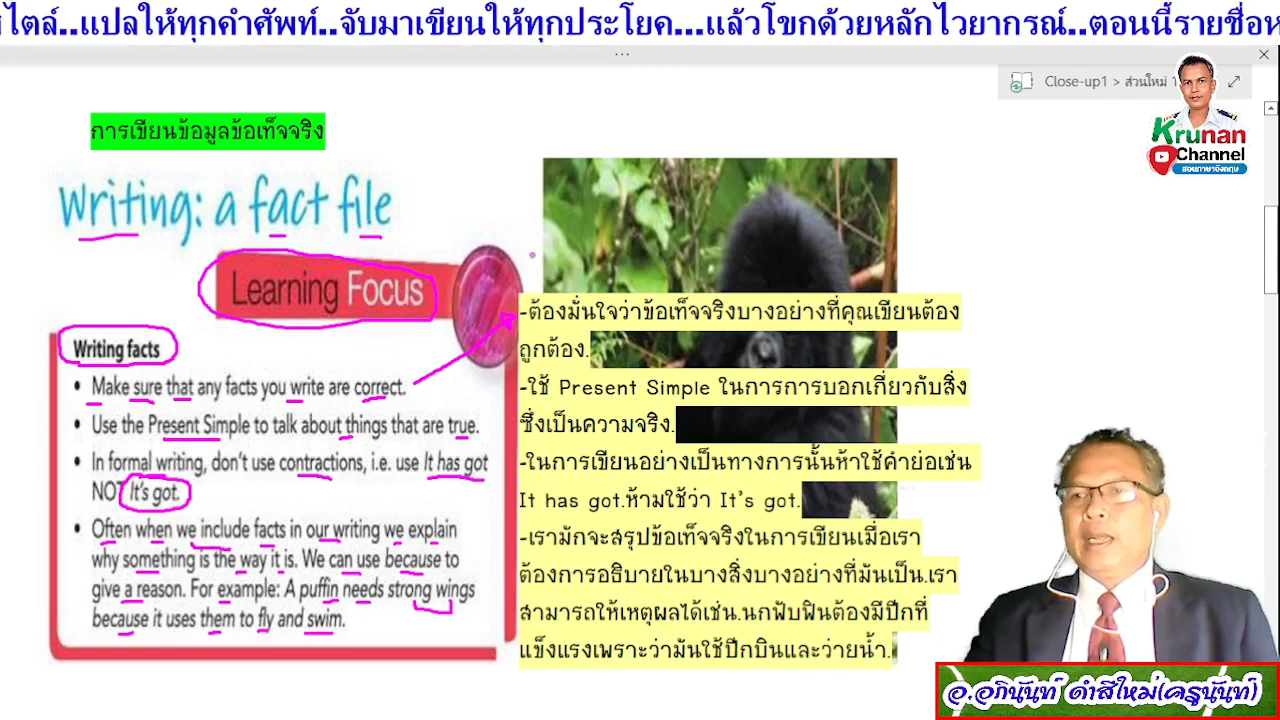 ไตล์..แปลให้ทุกคำศัพท์..จับมาเขียนให้ทุกประโยค...แล้วโขกด้วยหลักไวยากรณ์..ตอนนี้รายชื่อห
Close-up1 > ส่วนใหม่ 1
Krunan
Channel
สอนภาษาอังกฤษ
การเขียนข้อมูลข้อเท็จจริง
Writing: a fact file
Learning Focus
Writing facts
• Make sure that any facts you write are correct.
• Use the Present Simple to talk about things that are true.
• In formal writing, don't use contractions, i.e. use It has got
NOT It's got.
• Often when we include facts in our writing we explain
why something is the way it is. We can use because to
give a reason. For example: A puffin needs strong wings
because it uses them to fly and swim.
-ต้องมั่นใจว่าข้อเท็จจริงบางอย่างที่คุณเขียนต้อง
ถูกต้อง.
-ใช้ Present Simple ในการการบอกเกี่ยวกับสิ่ง
ซึ่งเป็นความจริง.
-ในการเขียนอย่างเป็นทางการนั้นห้าใช้คำย่อเช่น
It has got.ห้ามใช้ว่า It's got.
-เรามักจะสรุปข้อเท็จจริงในการเขียนเมื่อเรา
ต้องการอธิบายในบางสิ่งบางอย่างที่มันเป็น.เรา
สามารถให้เหตุผลได้เช่น.นกฟับฟินต้องมีปีกที่
แข็งแรงเพราะว่ามันใช้ปีกบินและว่ายน้ำ.
อ.อภินันท์ ดำสีใหม่(ครูนันท์)